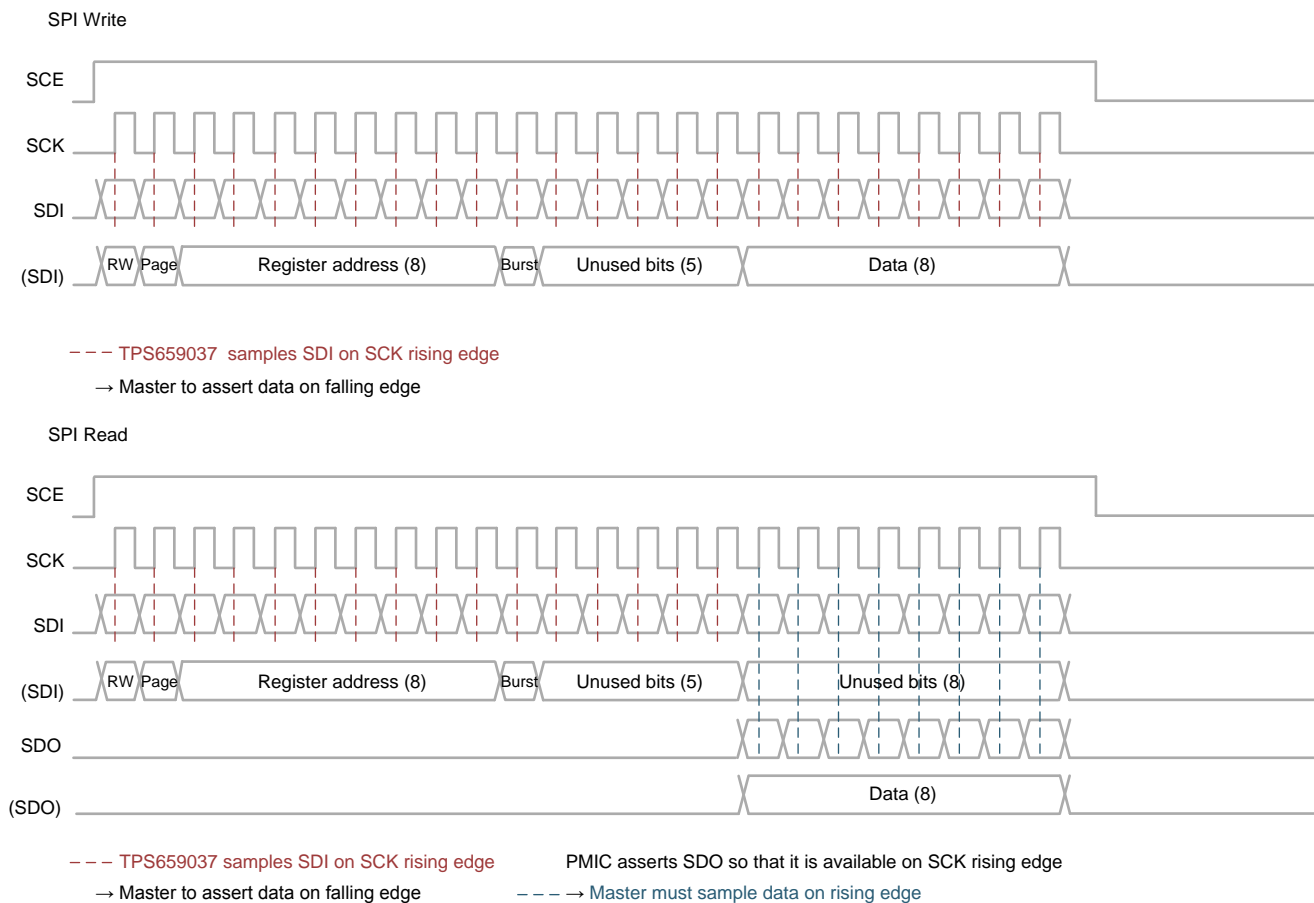 SPI Write
SCE
SCK
SDI
(SDI) RW Page Register address (8) Burst Unused bits (5) Data (8)
--- TPS659037 samples SDI on SCK rising edge
→ Master to assert data on falling edge
SPI Read
SCE
SCK
SDI
(SDI) RW Page Register address (8) Burst Unused bits (5) Unused bits (8)
SDO
(SDO) Data (8)
--- TPS659037 samples SDI on SCK rising edge PMIC asserts SDO so that it is available on SCK rising edge
→ Master to assert data on falling edge --- → Master must sample data on rising edge